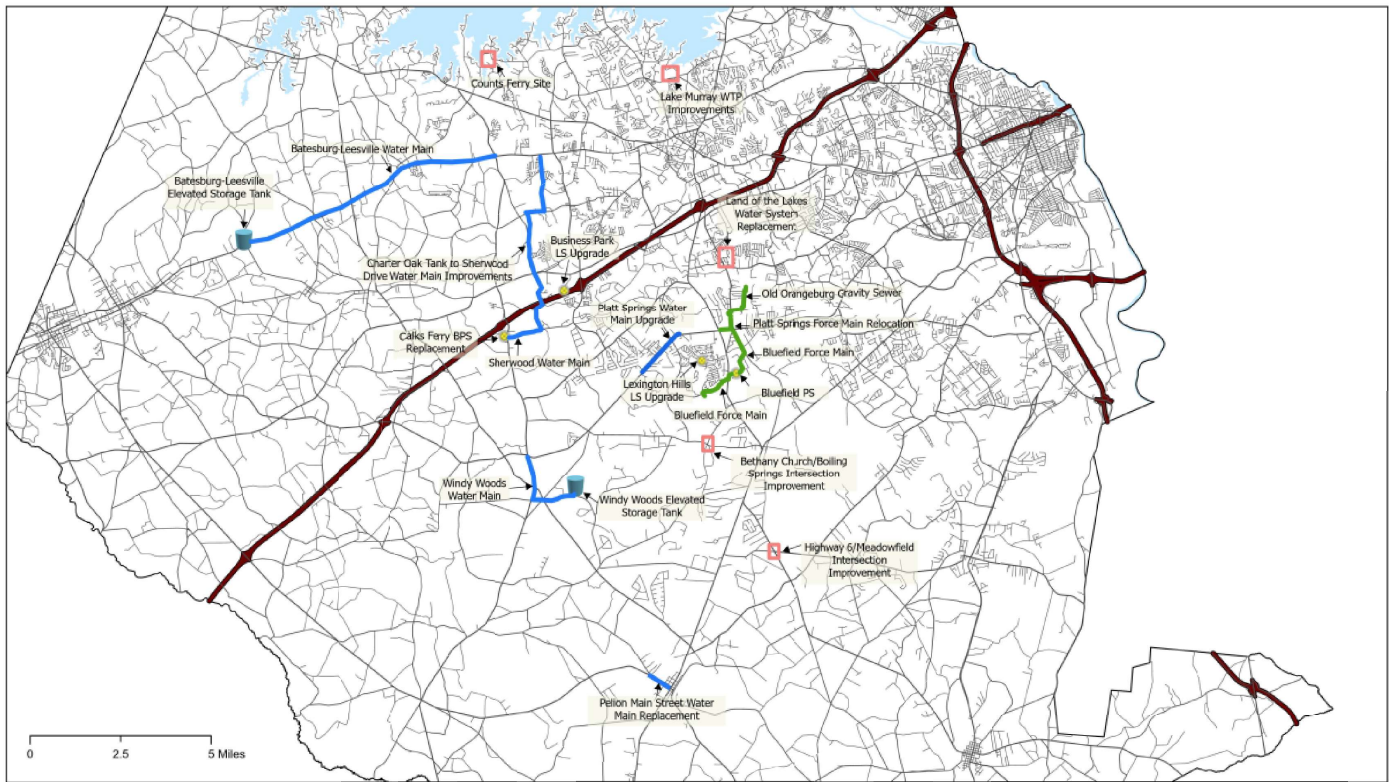 Counts Ferry Site
Lake Murray WTP
Improvements
Batesburg-Leesville Water Main
Batesburg-Leesville
Elevated Storage Tank
Land of the Lakes
Water System
Replacement
Business Park
LS Upgrade
Charter Oak Tank to Sherwood
Drive Water Main Improvements
Old Orangeburg Gravity Sewer
Platt Springs Water
Main Upgrade
Platt Springs Force Main Relocation
Calks Ferry BPS
Replacement
Sherwood Water Main
Bluefield Force Main
Lexington Hills
LS Upgrade
Bluefield PS
Bluefield Force Main
Bethany Church/Boiling
Springs Intersection
Improvement
Windy Woods
Water Main
Windy Woods Elevated
Storage Tank
Highway 6/Meadowfield
Intersection
Improvement
Pelion Main Street Water
Main Replacement
0 2.5 5 Miles